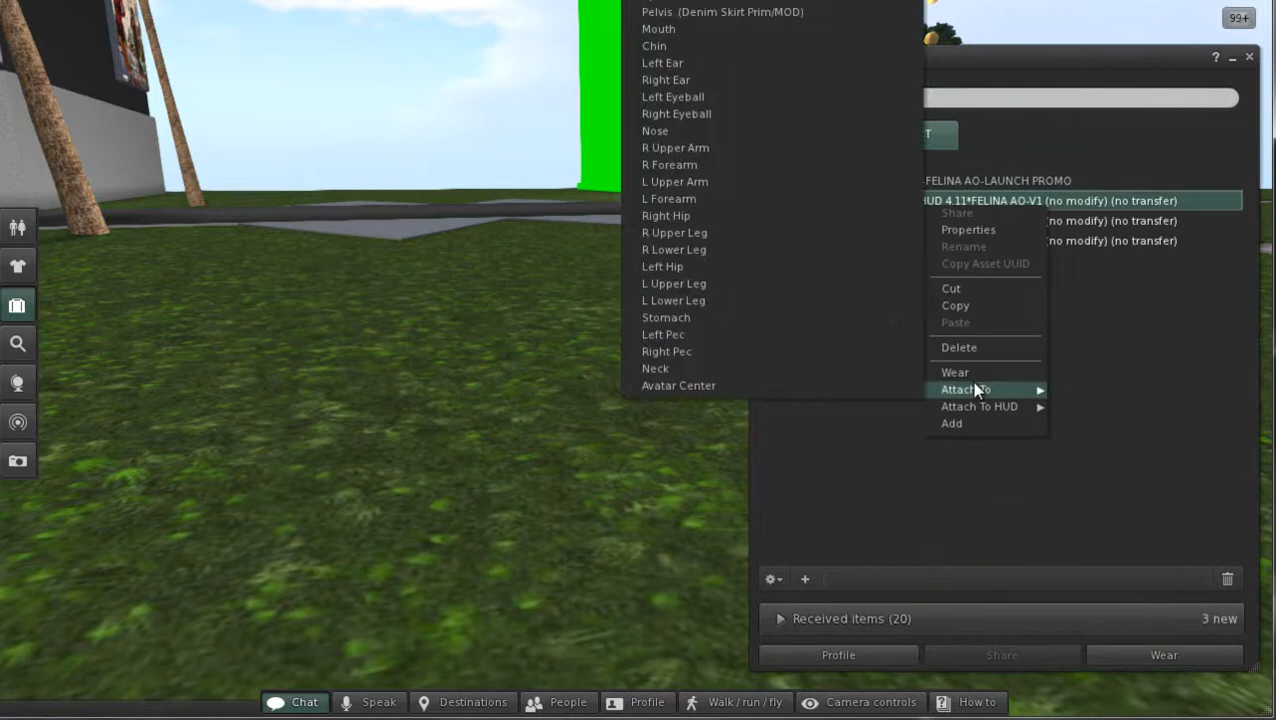 Pelvis (Denim Skirt Prim/MOD)
Mouth
Chin
Left Ear
Right Ear
Left Eyeball
Right Eyeball
Nose
R Upper Arm
R Forearm
L Upper Arm
L Forearm
Right Hip
R Upper Leg
R Lower Leg
Left Hip
L Upper Leg
L Lower Leg
Stomach
Left Pec
Right Pec
Neck
Avatar Center
99+
?
T
FELINA AO-LAUNCH PROMO
HUD 4.11*FELINA AO-V1 (no modify) (no transfer)
(no modify) (no transfer)
(no modify) (no transfer)
Share
Properties
Rename
Copy Asset UUID
Cut
Copy
Paste
Delete
Wear
Attach To
Attach To HUD
Add
Received items (20)
3 new
Profile
Share
Wear
Chat
Speak
Destinations
People
Profile
Walk / run / fly
Camera controls
How to